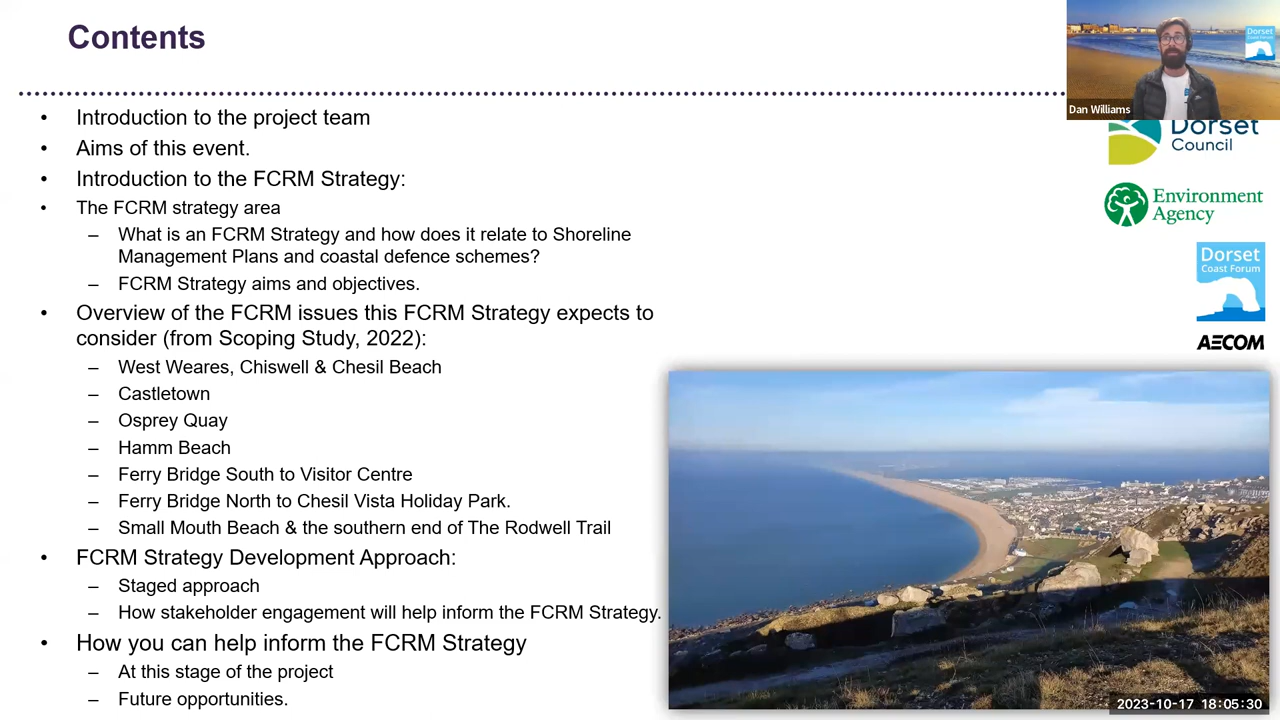 Contents
Dorset
Dan Williams
• Introduction to the project team
• Aims of this event.
• Introduction to the FCRM Strategy:
• The FCRM strategy area
– What is an FCRM Strategy and how does it relate to Shoreline
Management Plans and coastal defence schemes?
– FCRM Strategy aims and objectives.
• Overview of the FCRM issues this FCRM Strategy expects to
consider (from Scoping Study, 2022):
– West Weares, Chiswell & Chesil Beach
– Castletown
– Osprey Quay
– Hamm Beach
– Ferry Bridge South to Visitor Centre
– Ferry Bridge North to Chesil Vista Holiday Park.
– Small Mouth Beach & the southern end of The Rodwell Trail
• FCRM Strategy Development Approach:
– Staged approach
– How stakeholder engagement will help inform the FCRM Strategy.
• How you can help inform the FCRM Strategy
– At this stage of the project
– Future opportunities.
Dorset
Council
Environment
Agency
Dorset
Coast Forum
AECOM
2023-10-17 18:05:30